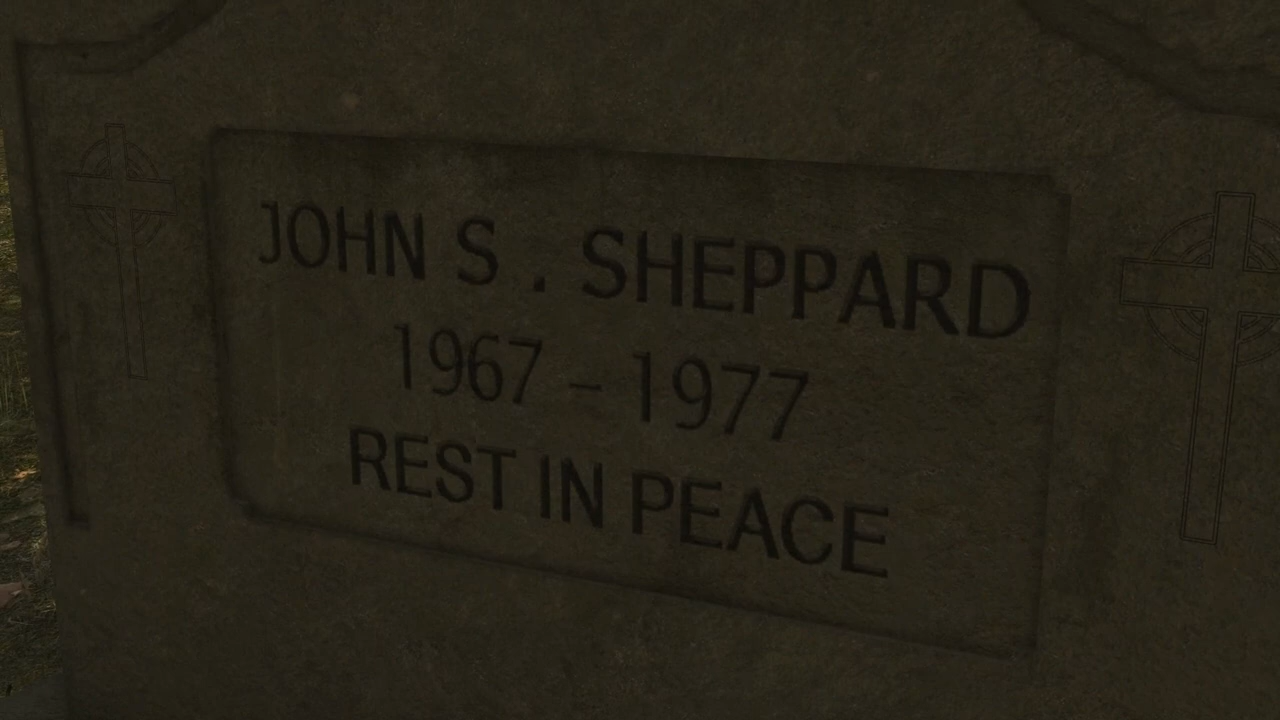 JOHN S . SHEPPARD
1967 – 1977
REST IN PEACE